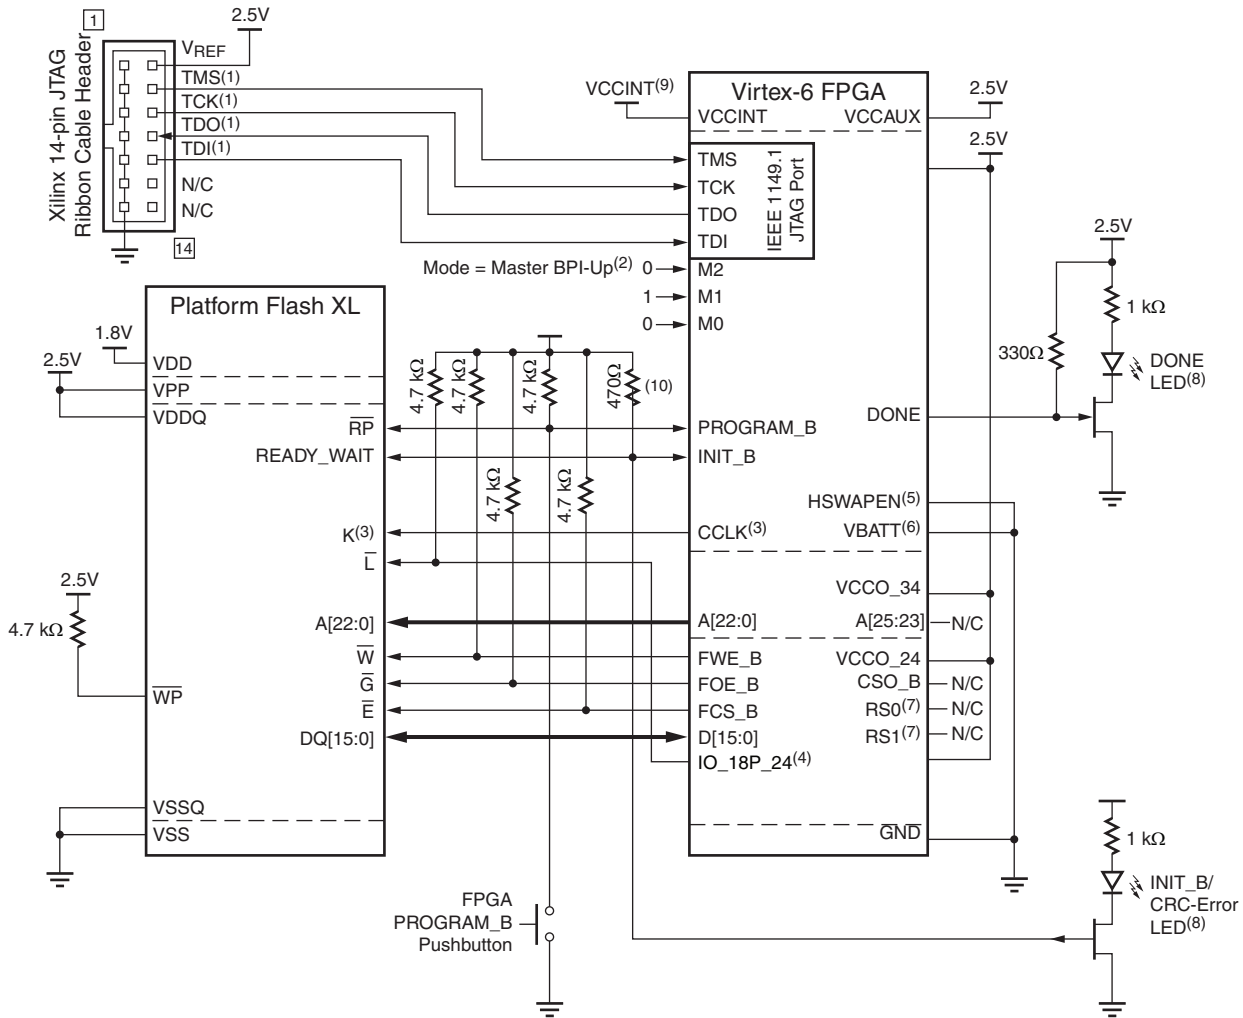 1
2.5V
Xilinx 14-pin JTAG
Ribbon Cable Header
VREF
TMS(1)
TCK(1)
TDO(1)
TDI(1)
N/C
N/C
14
VCCINT(9)
Virtex-6 FPGA
VCCINT
VCCAUX
2.5V
2.5V
TMS
TCK
TDO
TDI
IEEE 1149.1
JTAG Port
Mode = Master BPI-Up(2)
0
M2
1
M1
0
M0
2.5V
1 kΩ
330Ω
DONE
LED(8)
DONE
Platform Flash XL
1.8V
VDD
2.5V
VPP
VDDQ
4.7 kΩ
4.7 kΩ
4.7 kΩ
470Ω
(10)
RP
PROGRAM_B
READY_WAIT
INIT_B
4.7 kΩ
4.7 kΩ
HSWAPEN(5)
K(3)
CCLK(3)
VBATT(6)
L
2.5V
4.7 kΩ
VCCO_34
A[22:0]
A[22:0]
A[25:23]
N/C
W
FWE_B
VCCO_24
G
FOE_B
CSO_B
N/C
WP
E
FCS_B
RS0(7)
N/C
DQ[15:0]
D[15:0]
RS1(7)
N/C
IO_18P_24(4)
VSSQ
VSS
GND
1 kΩ
INIT_B/
CRC-Error
LED(8)
FPGA
PROGRAM_B
Pushbutton